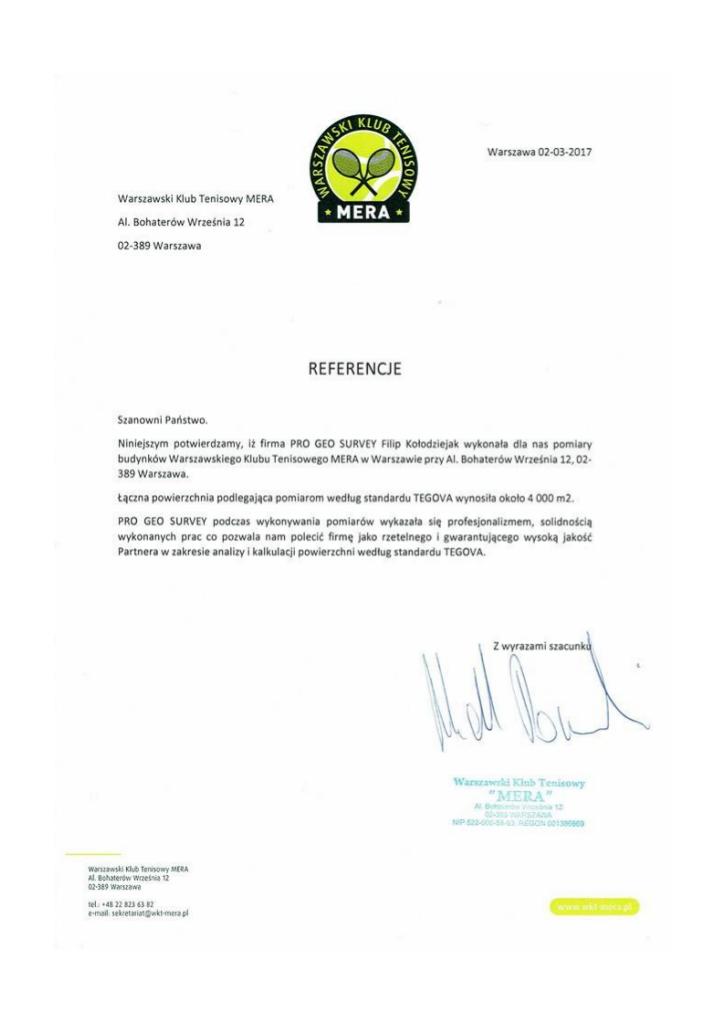 WARSZAWSKI KLUB TENISOWY
MERA
Warszawa 02-03-2017
Warszawski Klub Tenisowy MERA
Al. Bohaterów Września 12
02-389 Warszawa
REFERENCJE
Szanowni Państwo.
Niniejszym potwierdzamy, iż firma PRO GEO SURVEY Filip Kołodziejak wykonała dla nas pomiary
budynków Warszawskiego Klubu Tenisowego MERA w Warszawie przy Al. Bohaterów Września 12, 02-
389 Warszawa.
Łączna powierzchnia podlegająca pomiarom według standardu TEGOVA wynosiła około 4 000 m2.
PRO GEO SURVEY podczas wykonywania pomiarów wykazała się profesjonalizmem, solidnością
wykonanych prac co pozwala nam polecić firmę jako rzetelnego i gwarantującego wysoką jakość
Partnera w zakresie analizy i kalkulacji powierzchni według standardu TEGOVA.
Z wyrazami szacunku
Warszawski Klub Tenisowy
"MERA"
Al. Bohaterów Września 12
02-389 WARSZAWA
NIP REGON
Warszawski Klub Tenisowy MERA
Al. Bohaterów Września 12
02-389 Warszawa
tel.: +48 22 823 63 82
e-mail: sekretariat@wkt-mera.pl
www.wkt-mera.pl